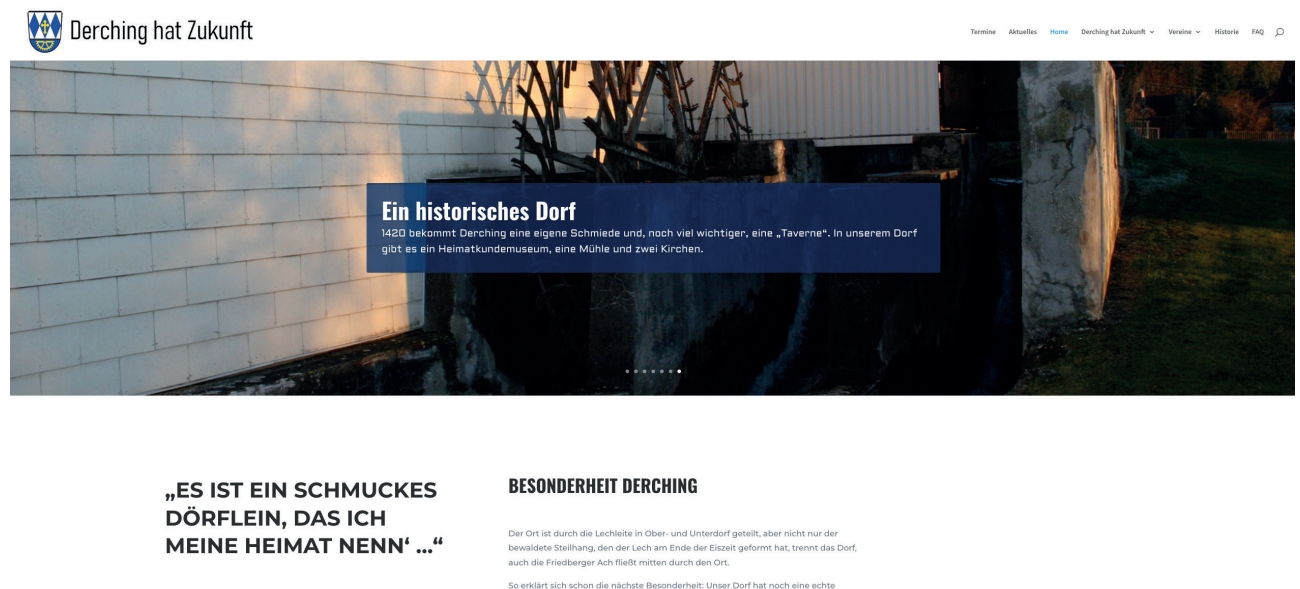 Derching hat Zukunft
Termine Aktuelles Home Derching hat Zukunft Vereine Historie FAQ
Ein historisches Dorf
1420 bekommt Derching eine eigene Schmiede und, noch viel wichtiger, eine „Taverne“. In unserem Dorf
gibt es ein Heimatkundemuseum, eine Mühle und zwei Kirchen.
„ES IST EIN SCHMUCKES
DÖRFLEIN, DAS ICH
MEINE HEIMAT NENN‘ ...“
BESONDERHEIT DERCHING
Der Ort ist durch die Lechleite in Ober- und Unterdorf geteilt, aber nicht nur der
bewaldete Steilhang, den der Lech am Ende der Eiszeit geformt hat, trennt das Dorf,
auch die Friedberger Ach fließt mitten durch den Ort.
So erklärt sich schon die nächste Besonderheit: Unser Dorf hat noch eine echte